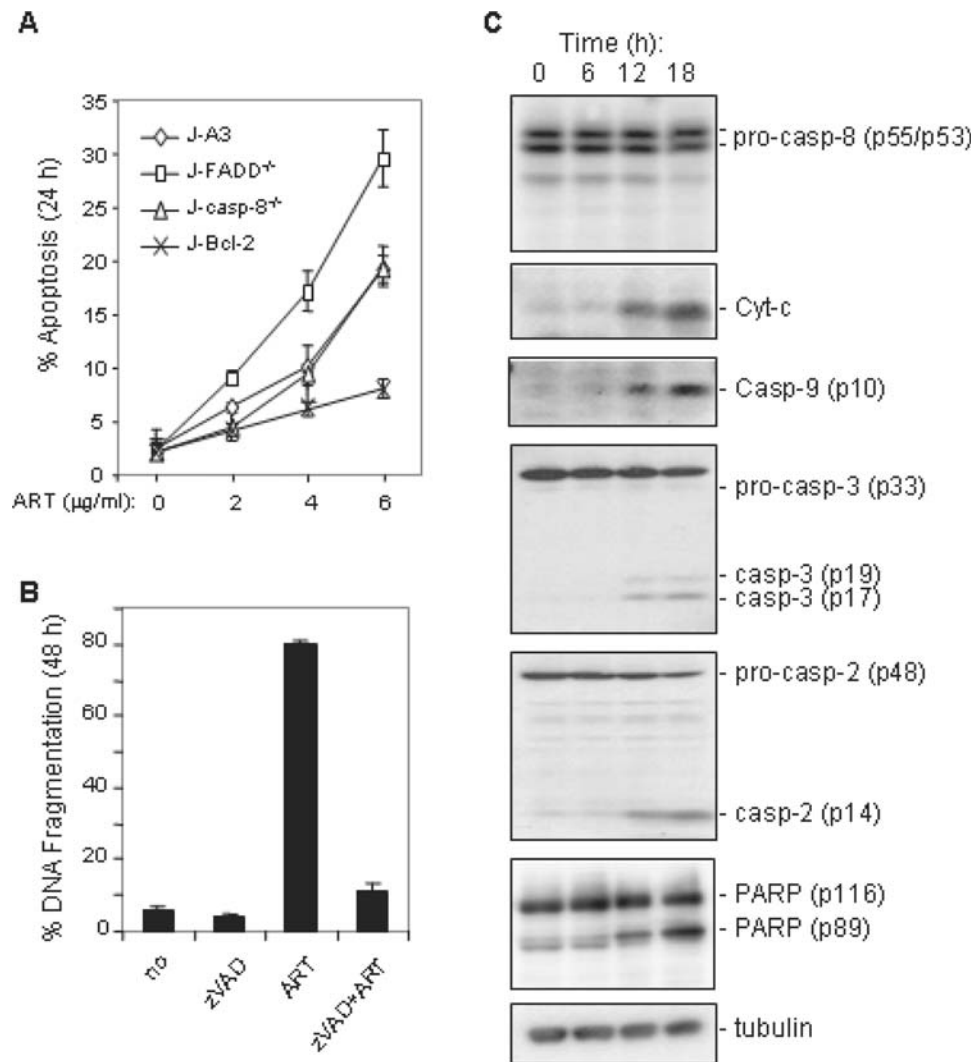 A
% Apoptosis (24 h)
35
30
25
20
15
10
5
0
J-A3
J-FADD-/-
J-casp-8-/-
J-Bcl-2
ART (µg/ml): 0 2 4 6
B
% DNA Fragmentation (48 h)
80
60
40
20
0
no
zVAD
ART
zVAD+ART
C
Time (h):
0 6 12 18
pro-casp-8 (p55/p53)
- Cyt-c
- Casp-9 (p10)
- pro-casp-3 (p33)
- casp-3 (p19)
- casp-3 (p17)
- pro-casp-2 (p48)
- casp-2 (p14)
- PARP (p116)
- PARP (p89)
- tubulin